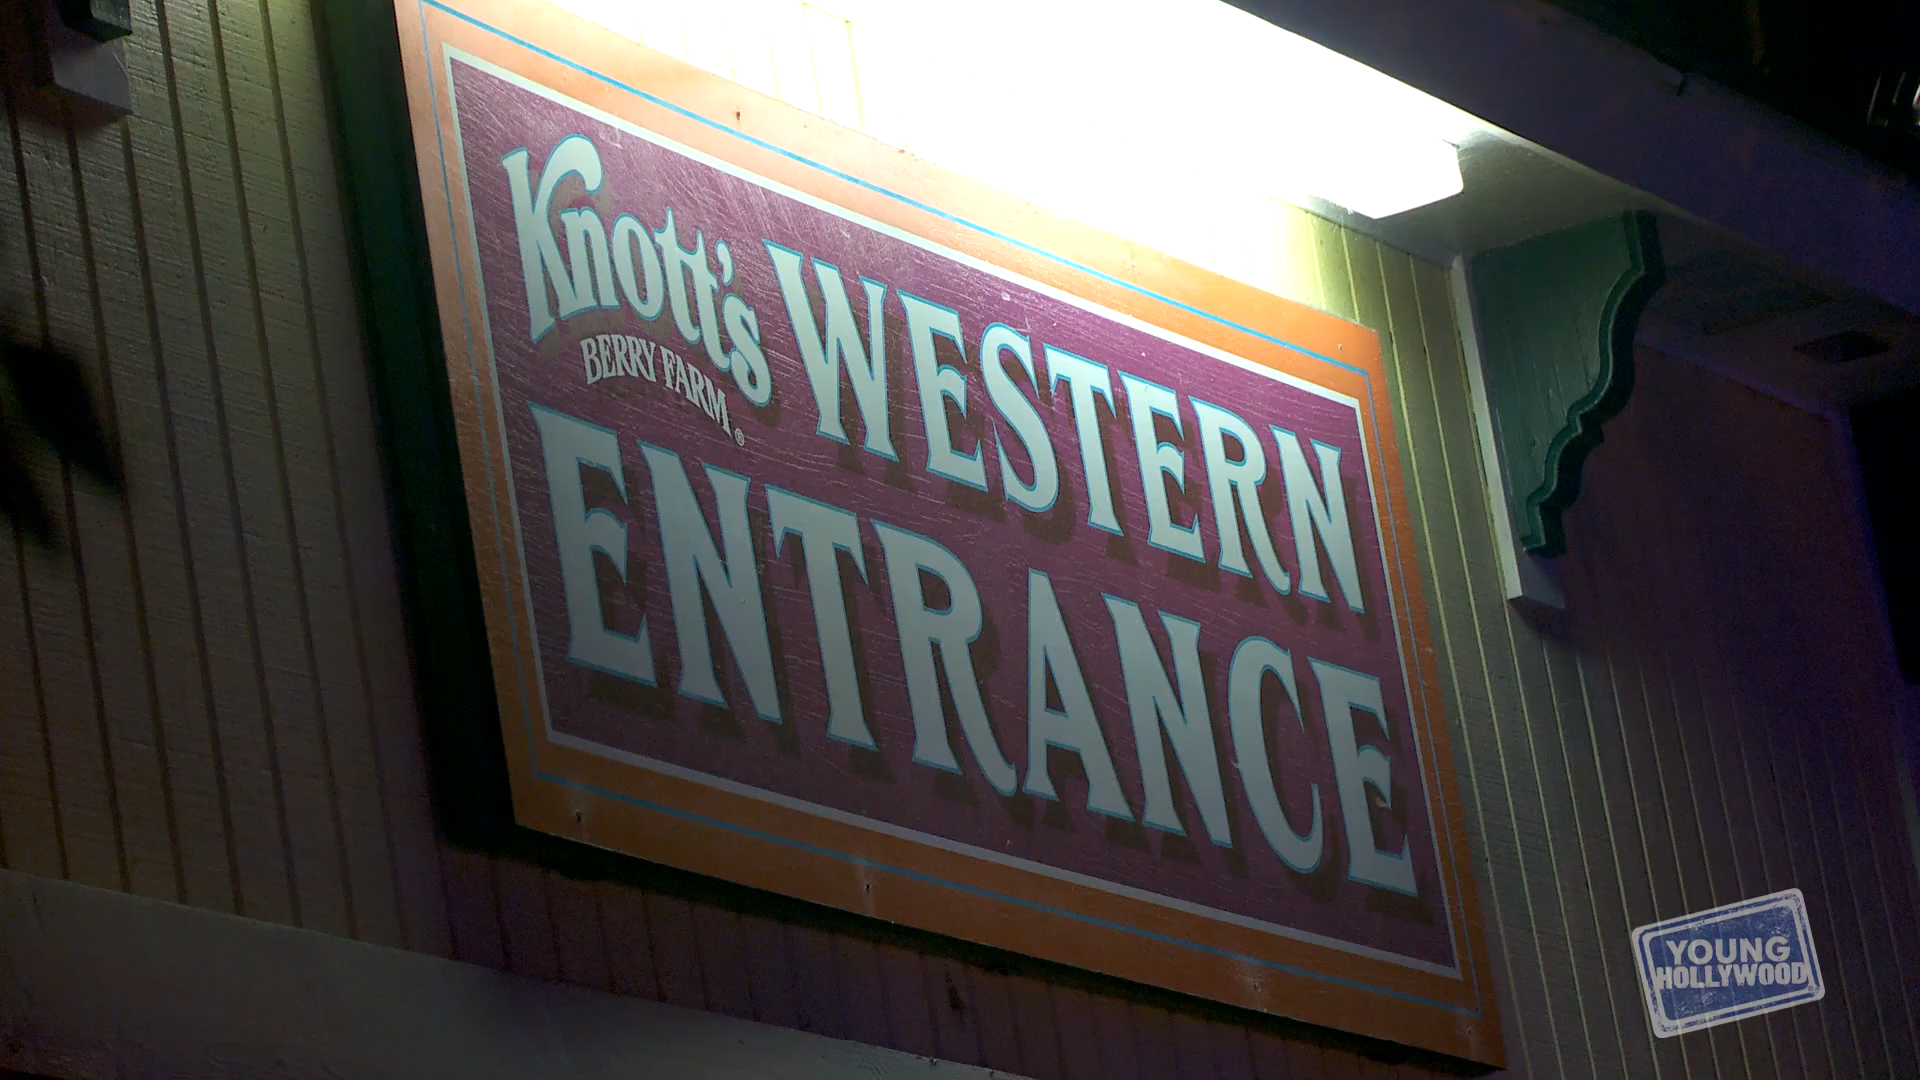 Knott's WESTERN
BERRY FARM®
ENTRANCE
YOUNG
HOLLYWOOD